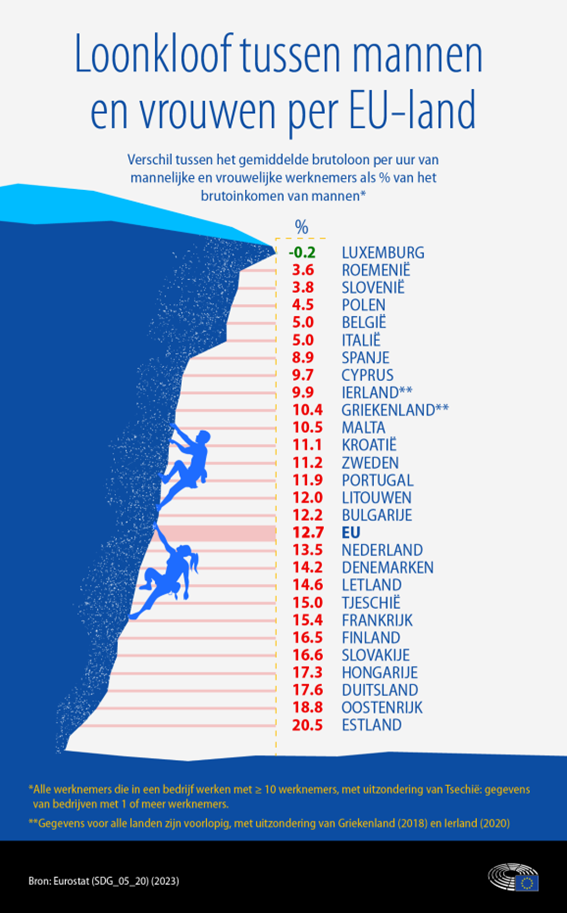 Loonkloof tussen mannen
en vrouwen per EU-land
Verschil tussen het gemiddelde brutoloon per uur van
mannelijke en vrouwelijke werknemers als % van het
brutoinkomen van mannen*
%
-0.2 LUXEMBURG
3.6 ROEMENIË
3.8 SLOVENIË
4.5 POLEN
5.0 BELGIË
5.0 ITALIË
8.9 SPANJE
9.7 CYPRUS
9.9 IERLAND**
10.4 GRIEKENLAND**
10.5 MALTA
11.1 KROATIË
11.2 ZWEDEN
11.9 PORTUGAL
12.0 LITOUWEN
12.2 BULGARIJE
12.7 EU
13.5 NEDERLAND
14.2 DENEMARKEN
14.6 LETLAND
15.0 TJESCHIË
15.4 FRANKRIJK
16.5 FINLAND
16.6 SLOVAKIJE
17.3 HONGARIJE
17.6 DUITSLAND
18.8 OOSTENRIJK
20.5 ESTLAND
*Alle werknemers die in een bedrijf werken met ≥ 10 werknemers, met uitzondering van Tsechië: gegevens
van bedrijven met 1 of meer werknemers.
**Gegevens voor alle landen zijn voorlopig, met uitzondering van Griekenland (2018) en Ierland (2020)
Bron: Eurostat (SDG_05_20) (2023)